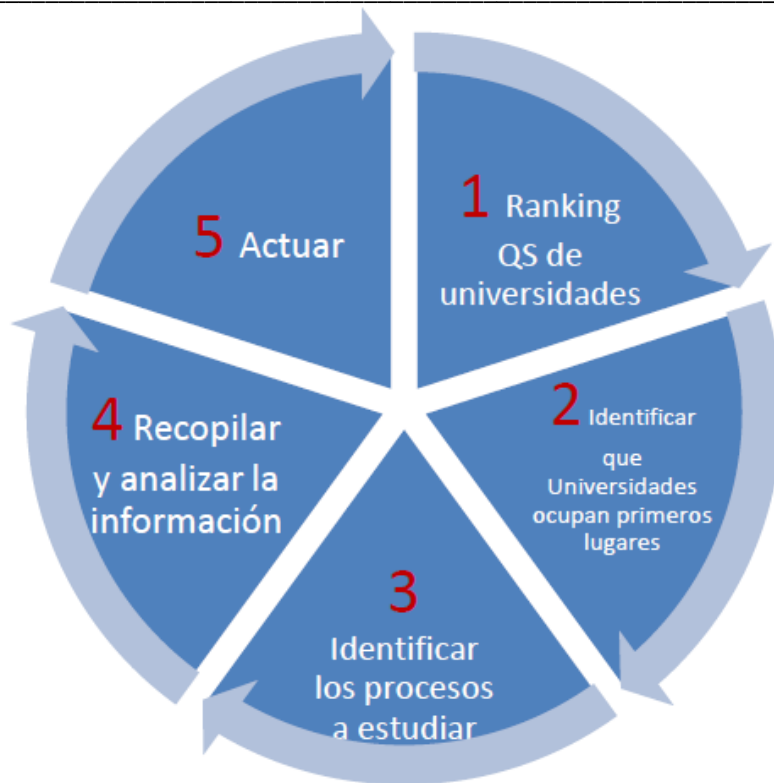 1 Ranking
QS de
universidades
2 Identificar
que
Universidades
ocupan primeros
lugares
3
Identificar
los procesos
a estudiar
4 Recopilar
y analizar la
información
5 Actuar